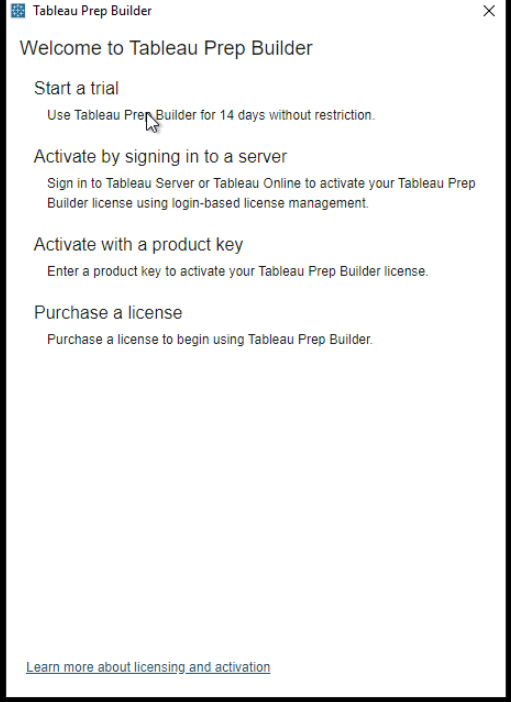 Tableau Prep Builder
Welcome to Tableau Prep Builder
Start a trial
Use Tableau Prep Builder for 14 days without restriction.
Activate by signing in to a server
Sign in to Tableau Server or Tableau Online to activate your Tableau Prep
Builder license using login-based license management.
Activate with a product key
Enter a product key to activate your Tableau Prep Builder license.
Purchase a license
Purchase a license to begin using Tableau Prep Builder.
Learn more about licensing and activation